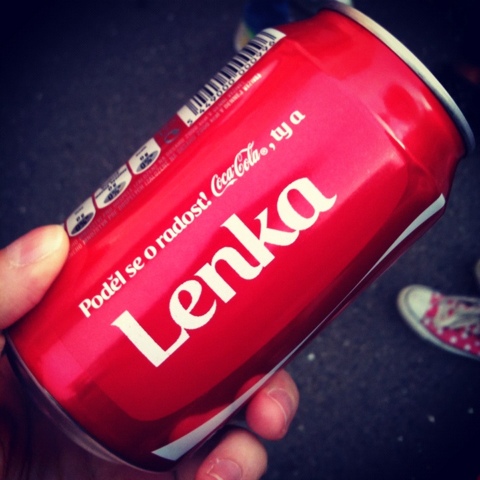 Poděl se o radost! Coca-Cola®, ty a
Lenka